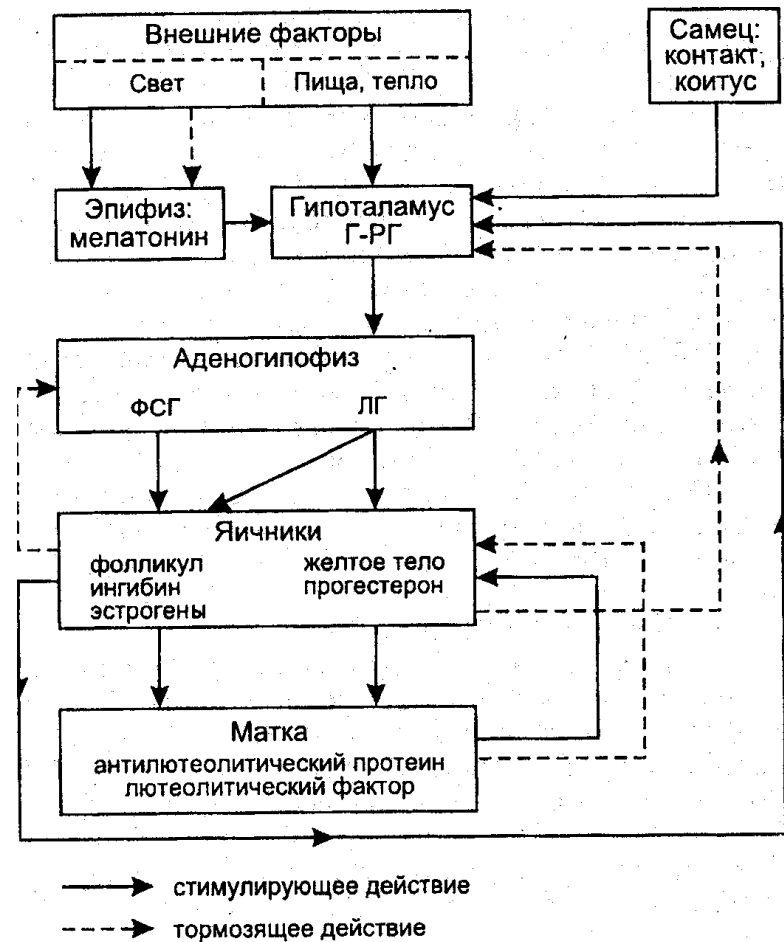 Внешние факторы
Свет
Пища, тепло
Самец:
контакт,
коитус
Эпифиз:
мелатонин
Гипоталамус
Г-РГ
Аденогипофиз
ФСГ
ЛГ
Яичники
фолликул
ингибин
эстрогены
желтое тело
прогестерон
Матка
антилютеолитический протеин
лютеолитический фактор
стимулирующее действие
тормозящее действие